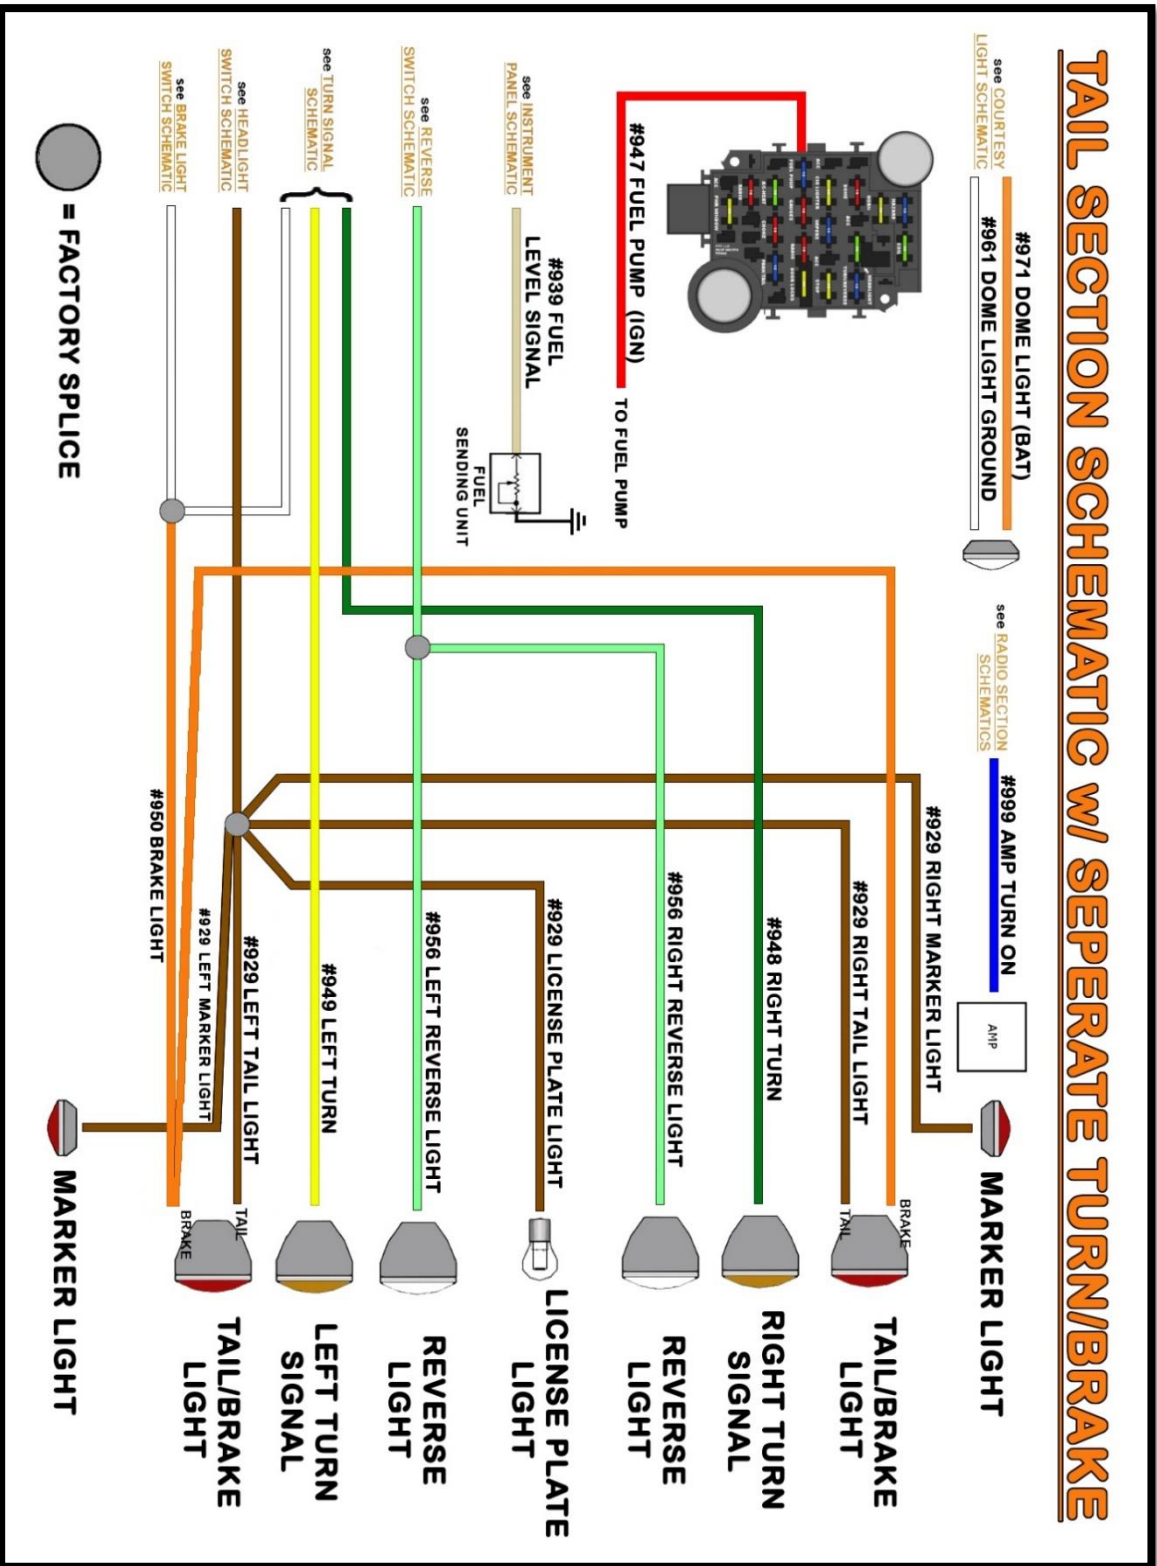 TAIL SECTION SCHEMATIC w/ SEPERATE TURN/BRAKE
see COURTESY
LIGHT SCHEMATIC
#971 DOME LIGHT (BAT)
#961 DOME LIGHT GROUND
see RADIO SECTION
SCHEMATICS
#999 AMP TURN ON
AMP
#947 FUEL PUMP (IGN)
TO FUEL PUMP
see INSTRUMENT
PANEL SCHEMATIC
#939 FUEL
LEVEL SIGNAL
FUEL
SENDING UNIT
see REVERSE
SWITCH SCHEMATIC
see TURN SIGNAL
SCHEMATIC
see HEADLIGHT
SWITCH SCHEMATIC
see BRAKE LIGHT
SWITCH SCHEMATIC
= FACTORY SPLICE
#929 RIGHT MARKER LIGHT
MARKER LIGHT
#929 RIGHT TAIL LIGHT
BRAKE
TAIL
TAIL/BRAKE
LIGHT
#948 RIGHT TURN
RIGHT TURN
SIGNAL
#956 RIGHT REVERSE LIGHT
REVERSE
LIGHT
#929 LICENSE PLATE LIGHT
LICENSE PLATE
LIGHT
#956 LEFT REVERSE LIGHT
REVERSE
LIGHT
#949 LEFT TURN
LEFT TURN
SIGNAL
#929 LEFT TAIL LIGHT
#929 LEFT MARKER LIGHT
#950 BRAKE LIGHT
TAIL
BRAKE
TAIL/BRAKE
LIGHT
MARKER LIGHT